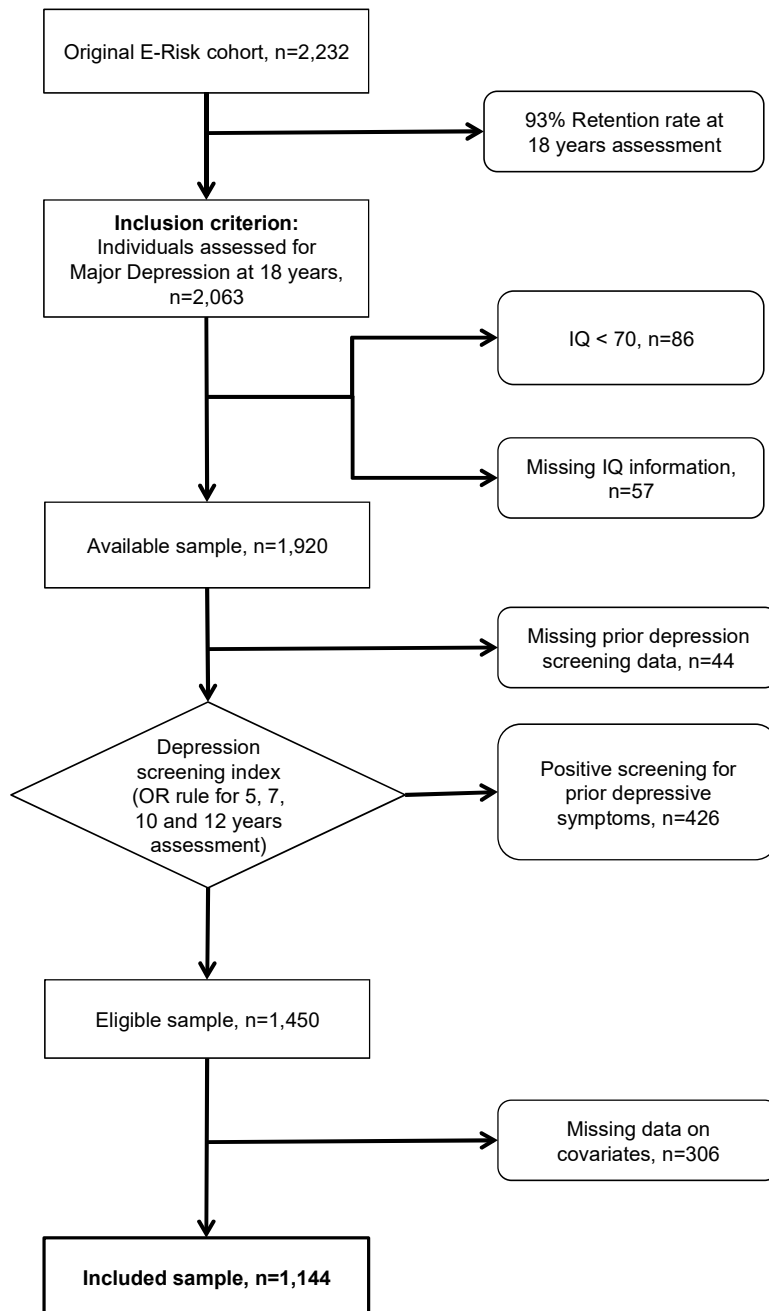 Original E-Risk cohort, n=2,232
93% Retention rate at
18 years assessment
Inclusion criterion:
Individuals assessed for
Major Depression at 18 years,
n=2,063
IQ < 70, n=86
Missing IQ information,
n=57
Available sample, n=1,920
Missing prior depression
screening data, n=44
Depression
screening index
(OR rule for 5, 7,
10 and 12 years
assessment)
Positive screening for
prior depressive
symptoms, n=426
Eligible sample, n=1,450
Missing data on
covariates, n=306
Included sample, n=1,144